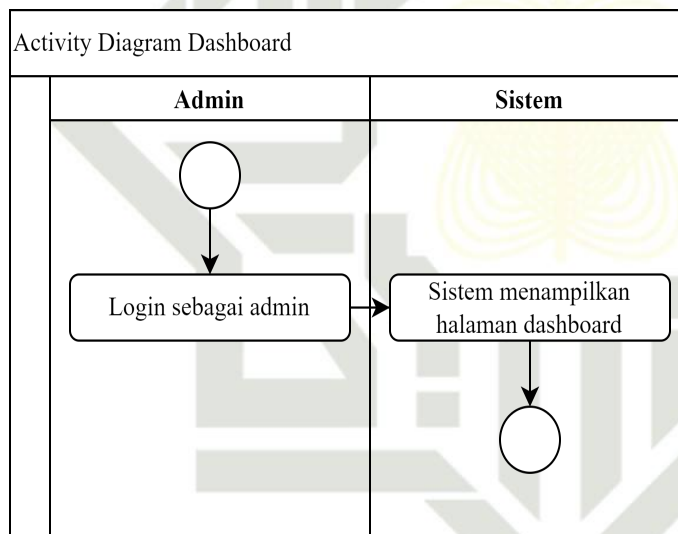 Activity Diagram Dashboard
Admin
Sistem
Login sebagai admin
Sistem menampilkan
halaman dashboard